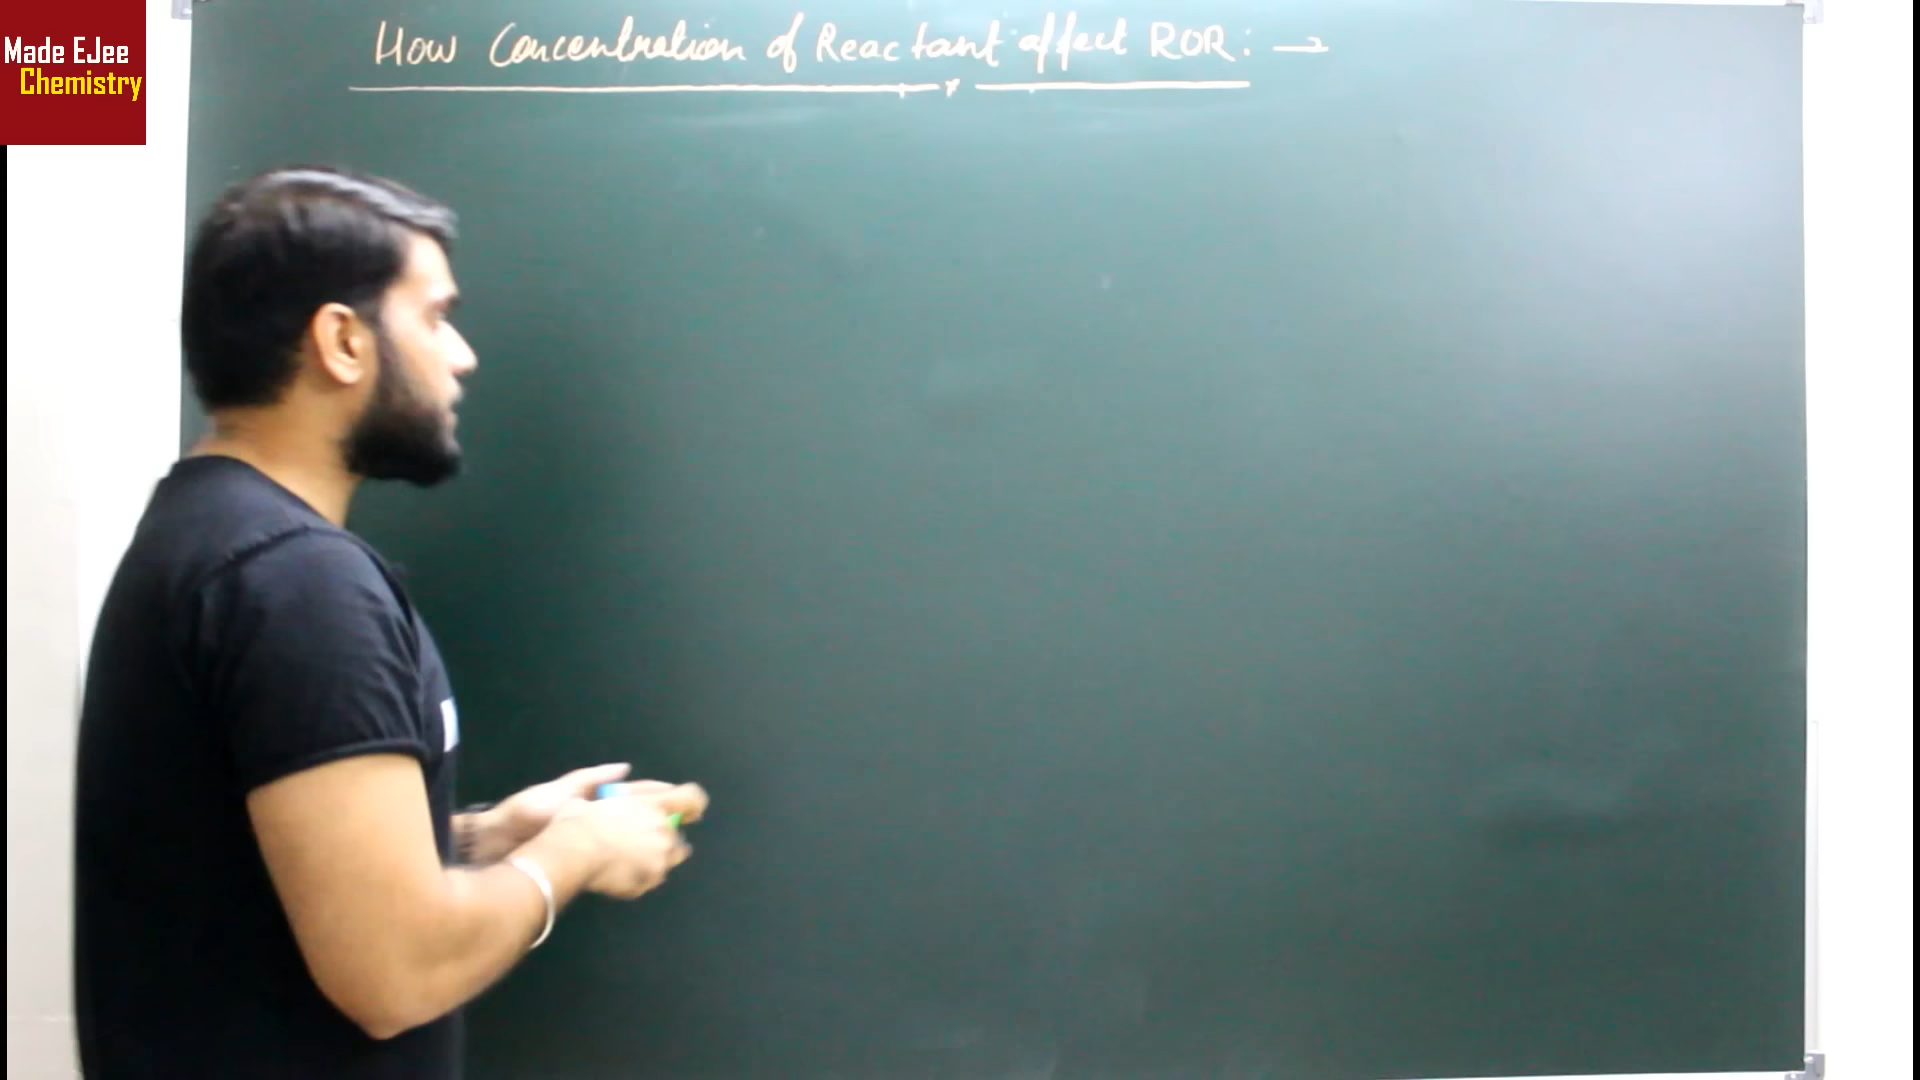 Made EJee
Chemistry
How Concentration of Reactant affect ROR: →